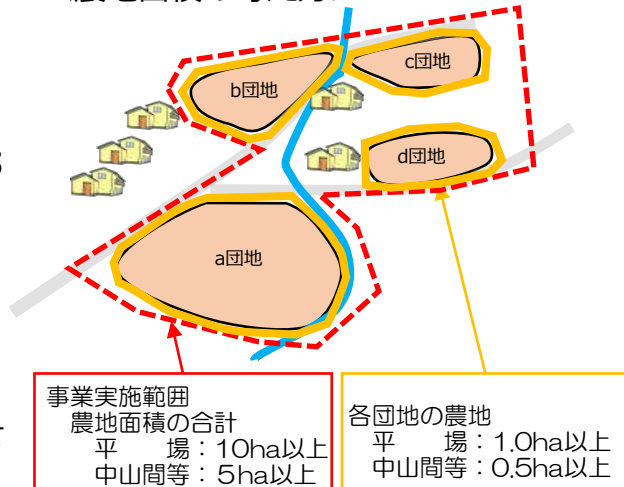 b団地
c団地
d団地
a団地
事業実施範囲
農地面積の合計
平　　場：10ha以上
中山間等：5ha以上
各団地の農地
平　　場：1.0ha以上
中山間等：0.5ha以上